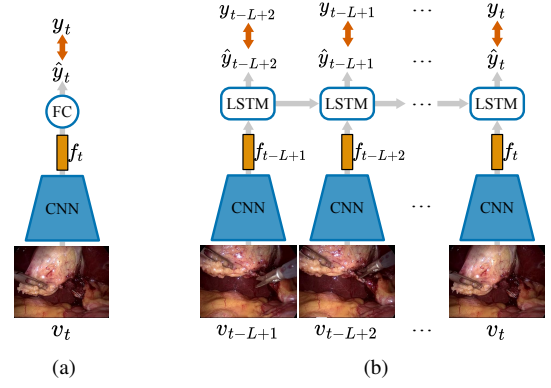 y_t
ŷ_t
FC
f_t
CNN
v_t
(a)
y_{t-L+2} y_{t-L+1} ... y_t
ŷ_{t-L+2} ŷ_{t-L+1} ... ŷ_t
LSTM LSTM ... LSTM
f_{t-L+1} f_{t-L+2} f_t
CNN CNN ... CNN
v_{t-L+1} v_{t-L+2} ... v_t
(b)